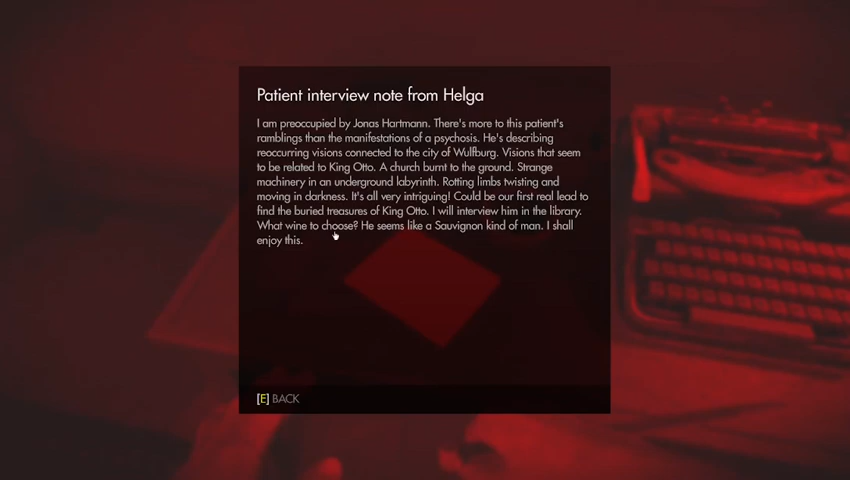 Patient interview note from Helga
I am preoccupied by Jonas Hartmann. There's more to this patient's
ramblings than the manifestations of a psychosis. He's describing
reoccurring visions connected to the city of Wulfburg. Visions that seem
to be related to King Otto. A church burnt to the ground. Strange
machinery in an underground labyrinth. Rotting limbs twisting and
moving in darkness. It's all very intriguing! Could be our first real lead to
find the buried treasures of King Otto. I will interview him in the library.
What wine to choose? He seems like a Sauvignon kind of man. I shall
enjoy this.
[E] BACK